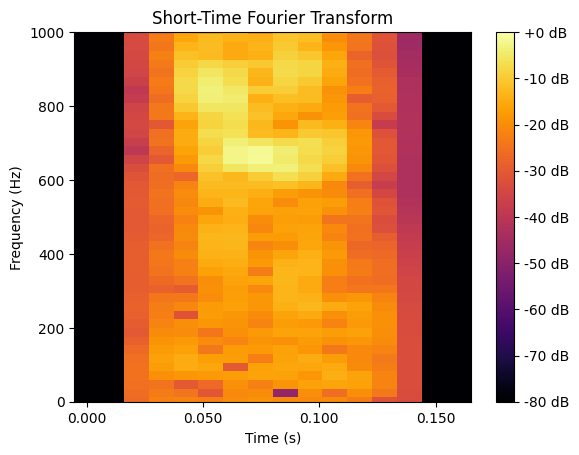 Short-Time Fourier Transform
Frequency (Hz)
1000
800
600
400
200
0
0.000
0.050
0.100
0.150
Time (s)
+0 dB
-10 dB
-20 dB
-30 dB
-40 dB
-50 dB
-60 dB
-70 dB
-80 dB